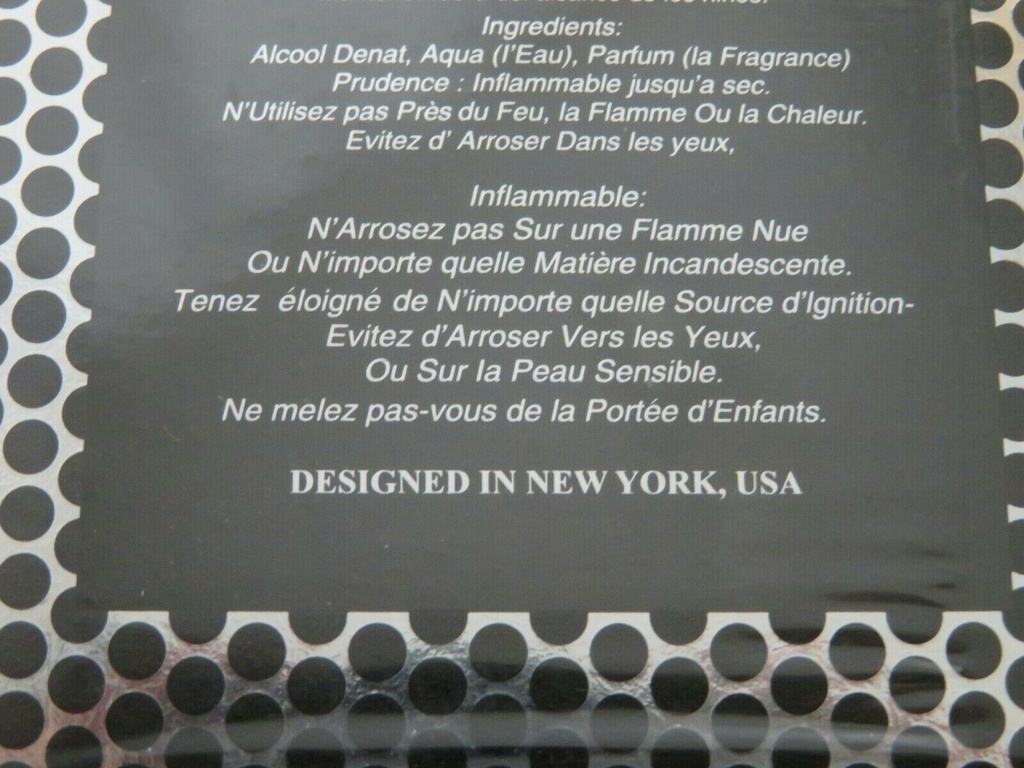 Ingredients:
Alcool Denat, Aqua (l'Eau), Parfum (la Fragrance)
Prudence : Inflammable jusqu'a sec.
N'Utilisez pas Près du Feu, la Flamme Ou la Chaleur.
Evitez d' Arroser Dans les yeux,
Inflammable:
N'Arrosez pas Sur une Flamme Nue
Ou N'importe quelle Matière Incandescente.
Tenez éloigné de N'importe quelle Source d'Ignition-
Evitez d'Arroser Vers les Yeux,
Ou Sur la Peau Sensible.
Ne melez pas-vous de la Portée d'Enfants.
DESIGNED IN NEW YORK, USA